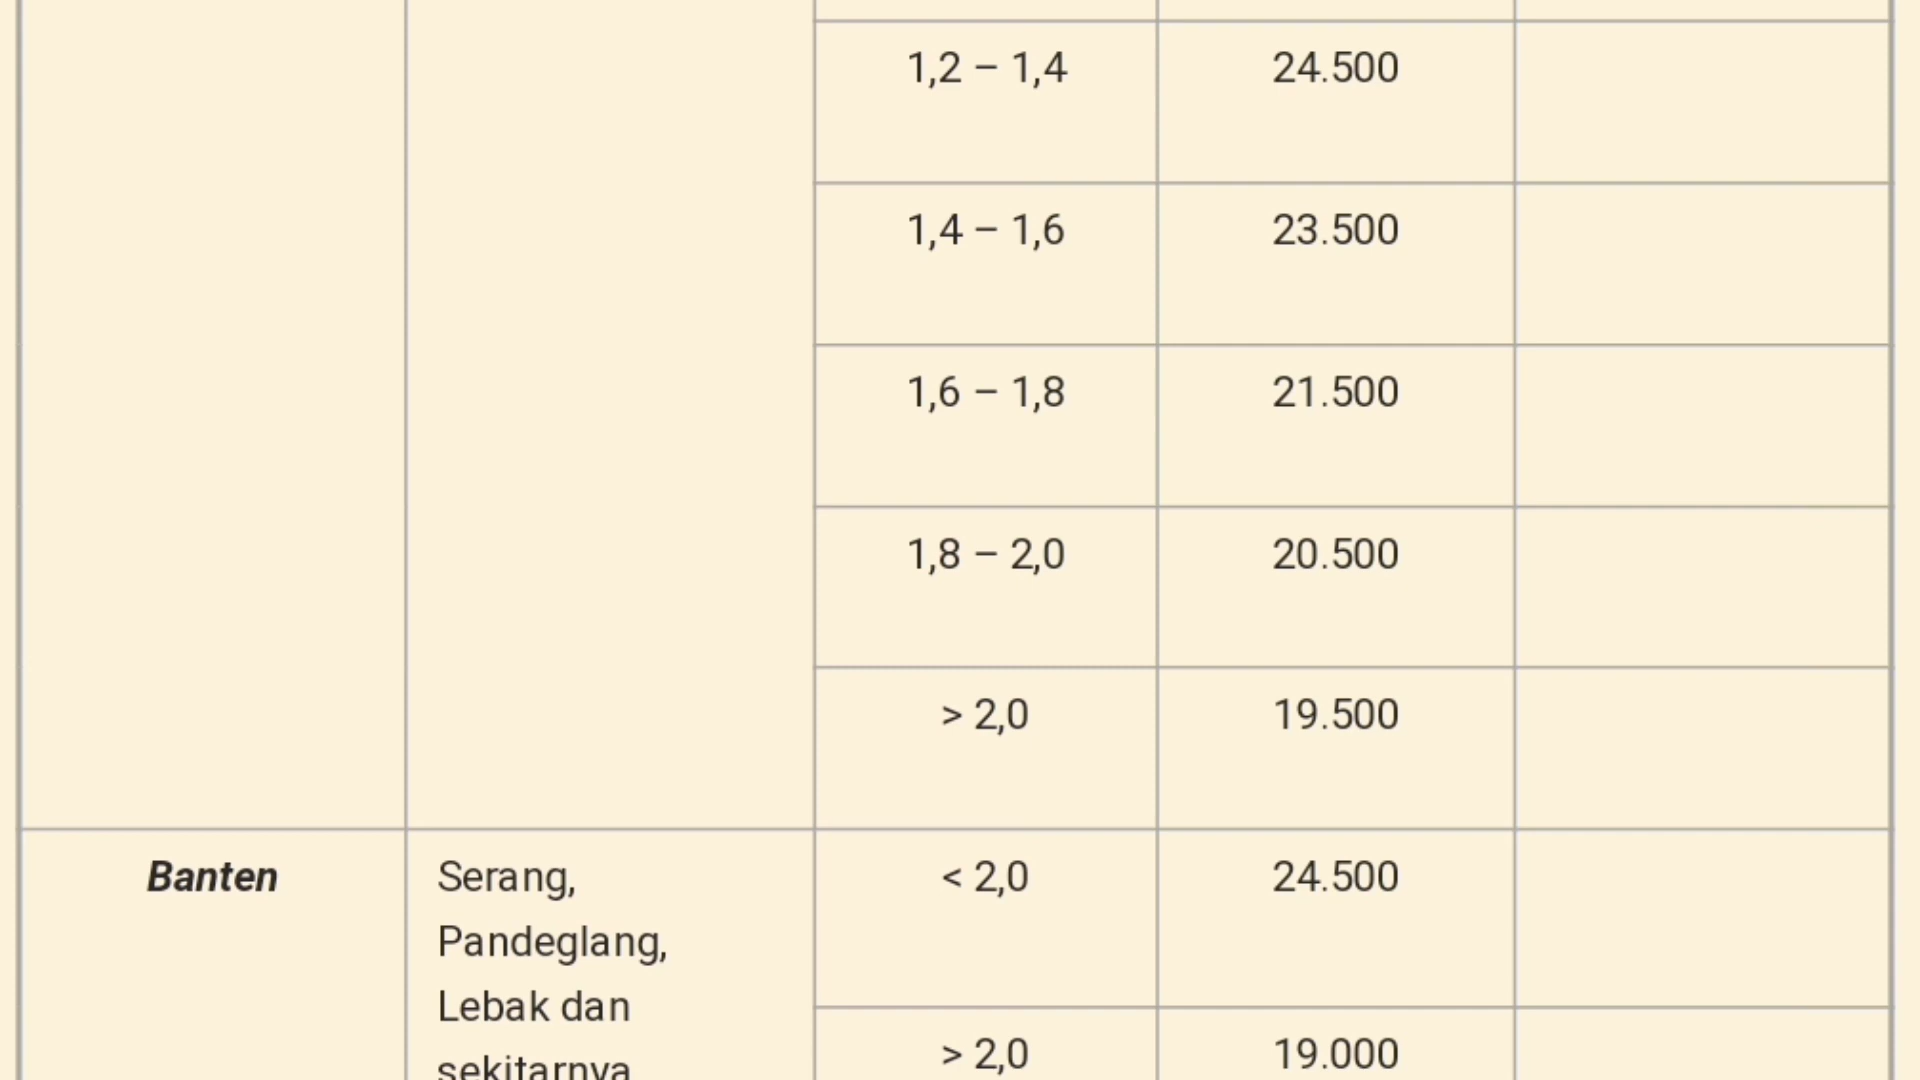 1,2 – 1,4 24.500
1,4 – 1,6 23.500
1,6 – 1,8 21.500
1,8 – 2,0 20.500
> 2,0 19.500
Banten Serang, < 2,0 24.500
Pandeglang,
Lebak dan
> 2,0 19.000
sekitarnya